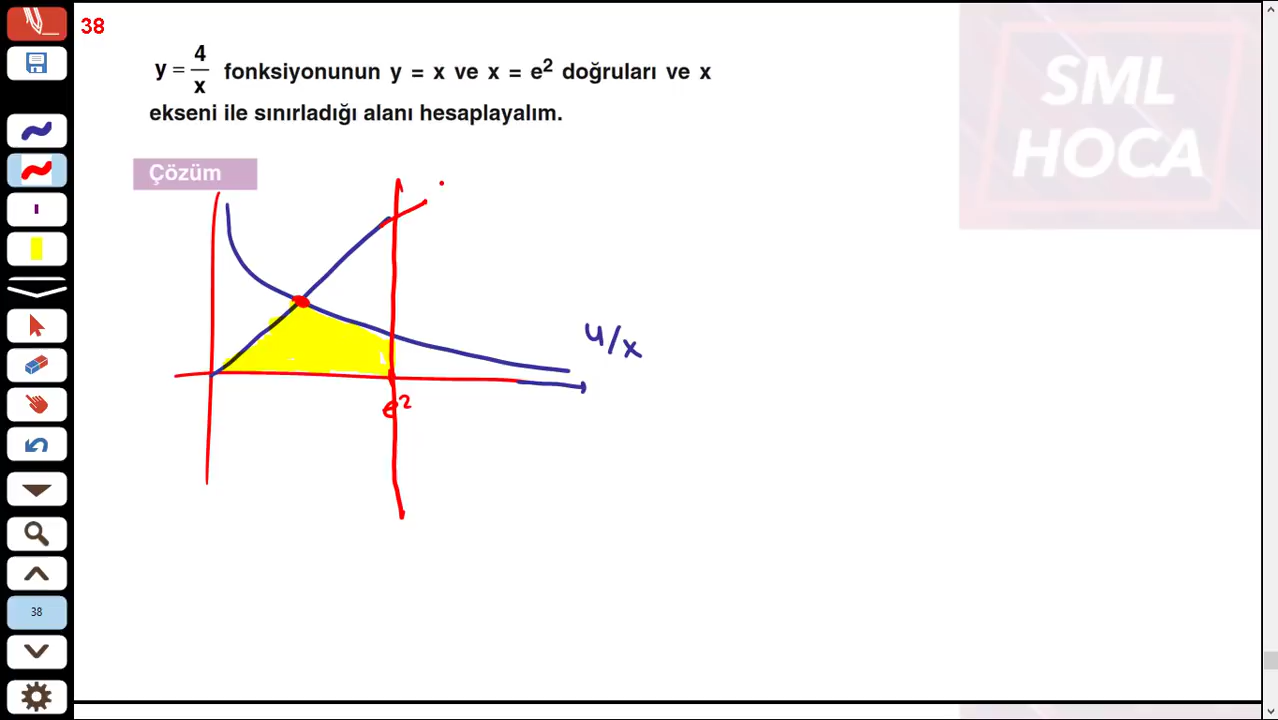 38
y = 4/x fonksiyonunun y = x ve x = e² doğruları ve x
ekseni ile sınırladığı alanı hesaplayalım.
Çözüm
4/x
e²
SML
HOCA
38